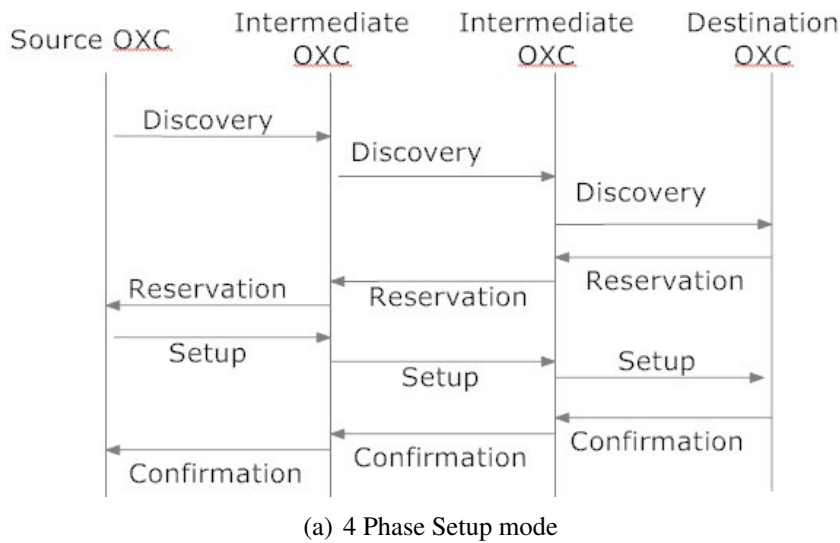 Source OXC
Intermediate
OXC
Intermediate
OXC
Destination
OXC
Discovery
Discovery
Discovery
Reservation
Reservation
Reservation
Setup
Setup
Setup
Confirmation
Confirmation
Confirmation
(a) 4 Phase Setup mode